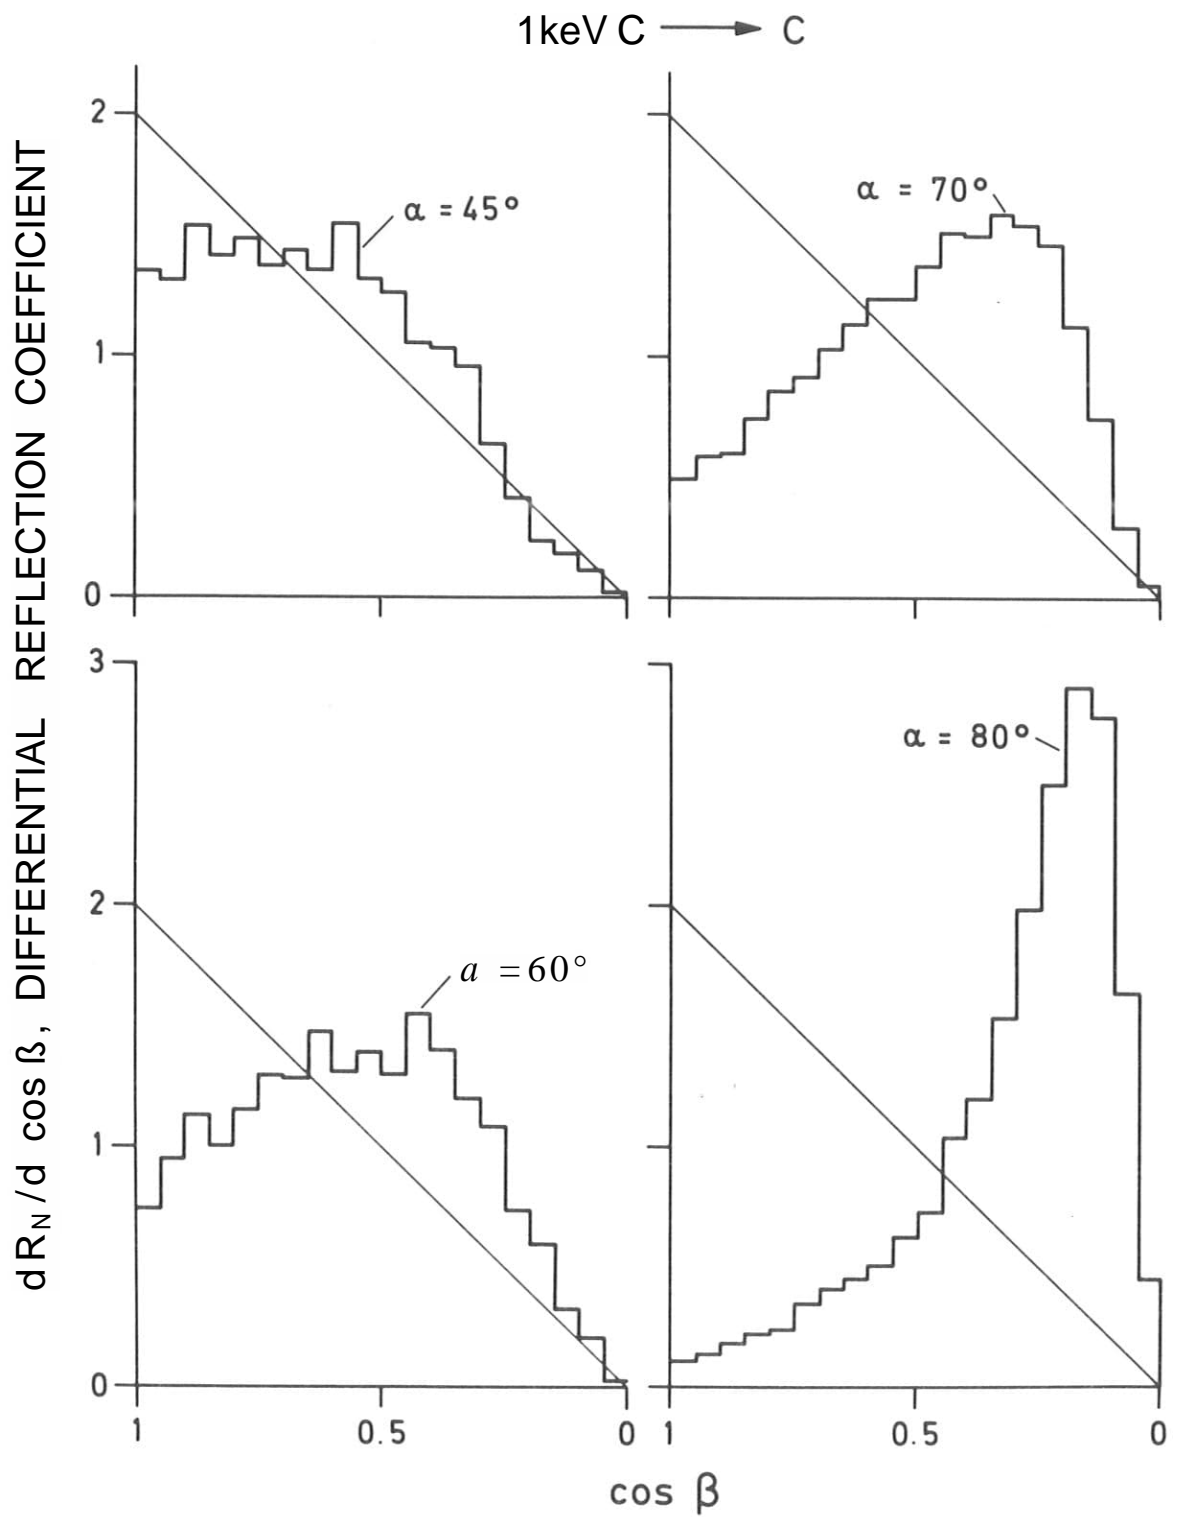 1keV C ⟶ C
dR_N/d cos ß, DIFFERENTIAL REFLECTION COEFFICIENT
2
1
0
α = 45°
α = 70°
3
2
1
0
a = 60°
α = 80°
1 0.5 0 1 0.5 0
cos β